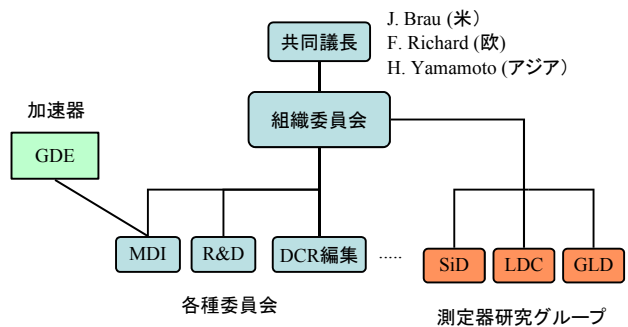 共同議長
J. Brau (米)
F. Richard (欧)
H. Yamamoto (アジア)
組織委員会
加速器
GDE
MDI
R&D
DCR編集
.....
SiD
LDC
GLD
各種委員会
測定器研究グループ